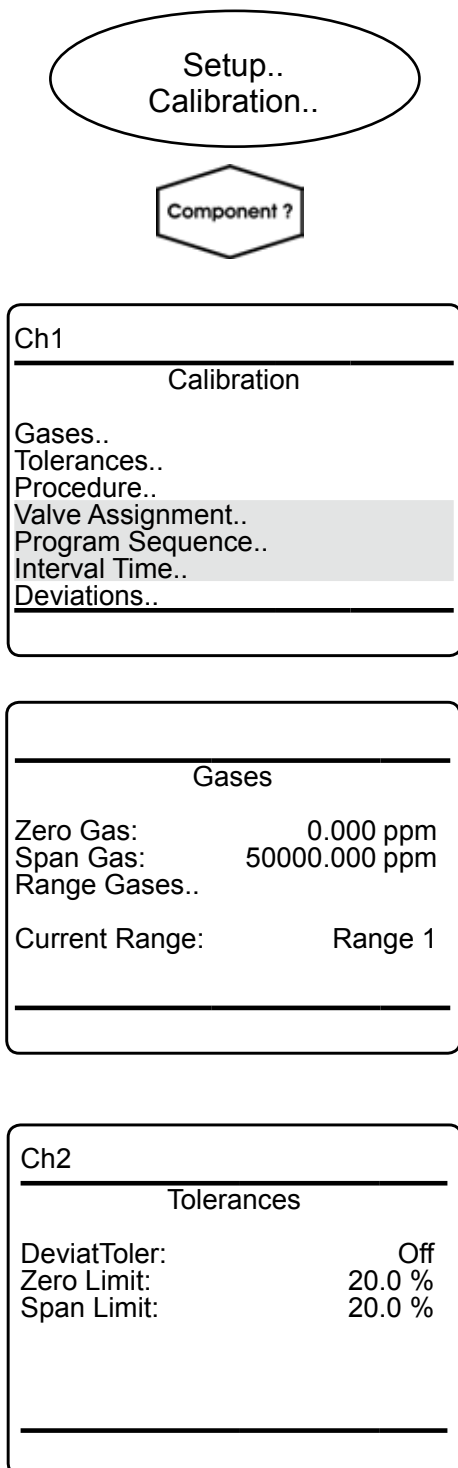 Setup..
Calibration..
Component ?
Ch1
Calibration
Gases..
Tolerances..
Procedure..
Valve Assignment..
Program Sequence..
Interval Time..
Deviations..
Gases
Zero Gas: 0.000 ppm
Span Gas: 50000.000 ppm
Range Gases..
Current Range: Range 1
Ch2
Tolerances
DeviatToler: Off
Zero Limit: 20.0 %
Span Limit: 20.0 %